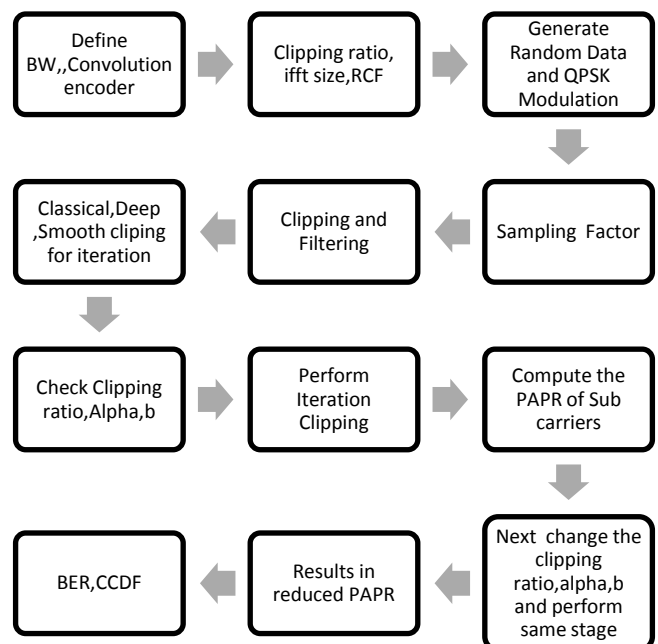 Define
BW,,Convolution
encoder
Clipping ratio,
ifft size,RCF
Generate
Random Data
and QPSK
Modulation
Sampling Factor
Clipping and
Filtering
Classical,Deep
,Smooth cliping
for iteration
Check Clipping
ratio,Alpha,b
Perform
Iteration
Clipping
Compute the
PAPR of Sub
carriers
Next change the
clipping
ratio,alpha,b
and perform
same stage
Results in
reduced PAPR
BER,CCDF